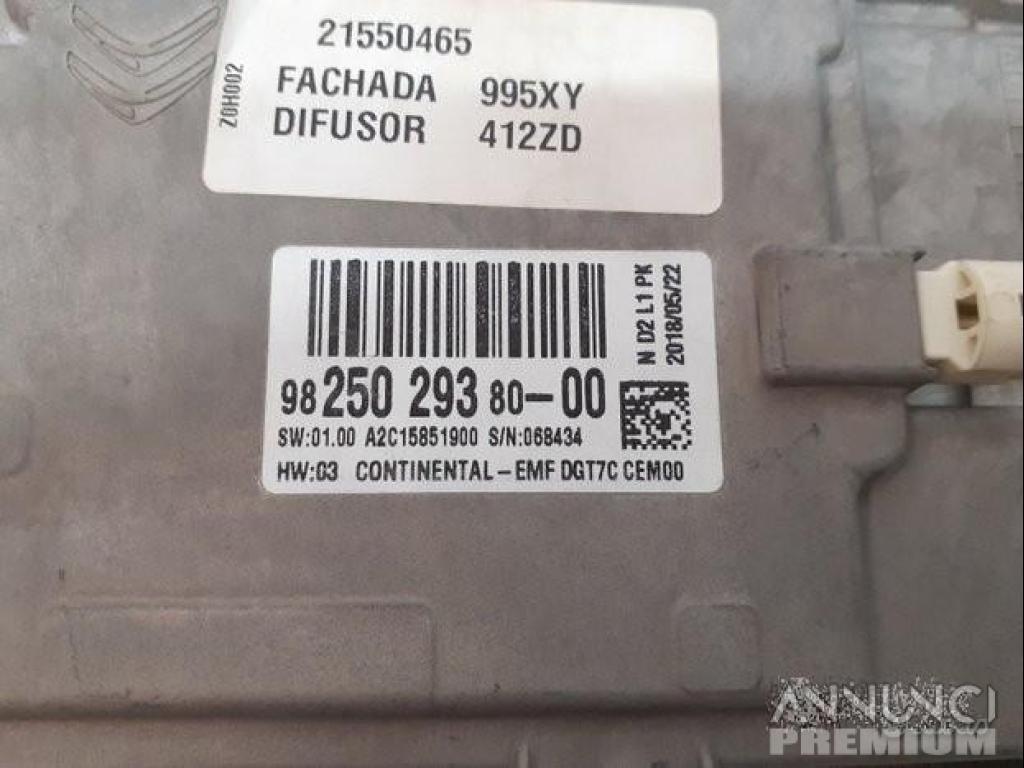 21550465
FACHADA 995XY
DIFUSOR 412ZD
Z0H002
98 250 293 80-00
SW:01.00 A2C15851900 S/N:068434
HW:03 CONTINENTAL-EMF DGT7C CEM00
N D2 L1 PK
2018/05/22
ANNUNCI
PREMIUM